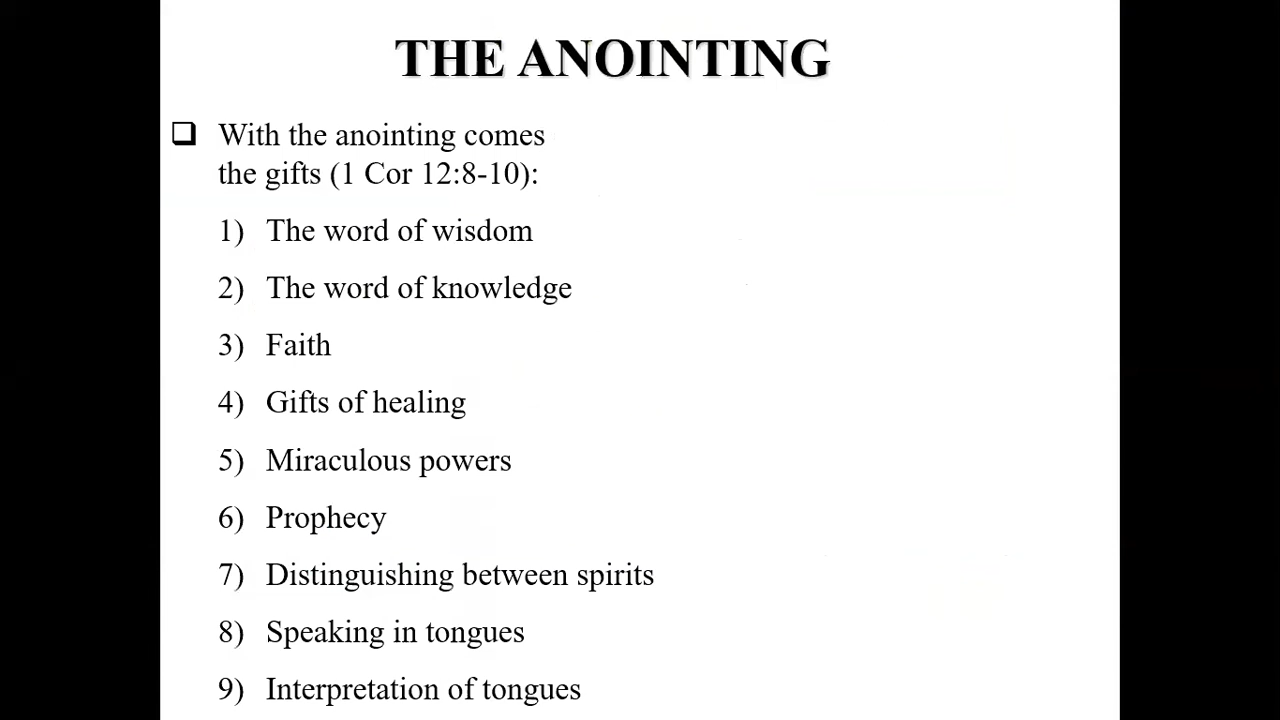 THE ANOINTING
❑ With the anointing comes
the gifts (1 Cor 12:8-10):
1) The word of wisdom
2) The word of knowledge
3) Faith
4) Gifts of healing
5) Miraculous powers
6) Prophecy
7) Distinguishing between spirits
8) Speaking in tongues
9) Interpretation of tongues